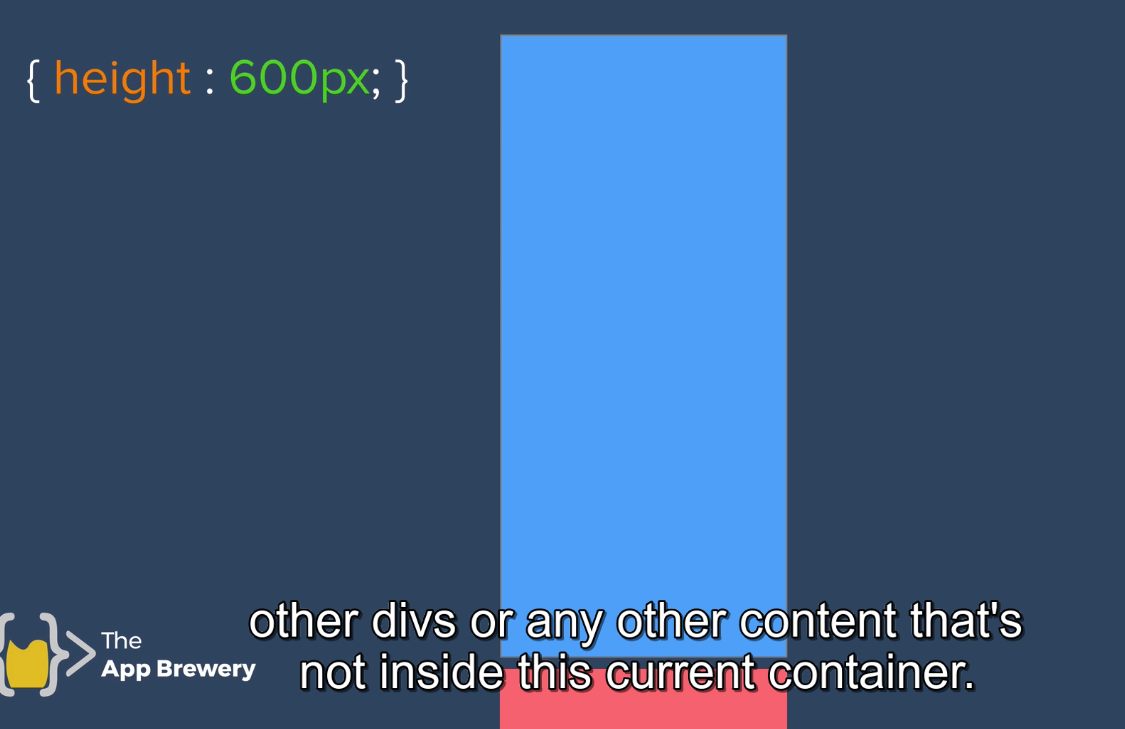 { height : 600px; }
The
App Brewery
other divs or any other content that's
not inside this current container.